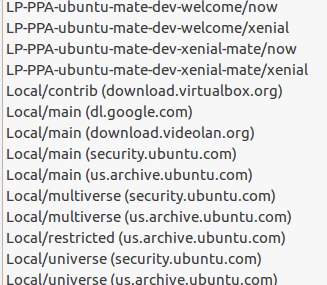 LP-PPA-ubuntu-mate-dev-welcome/now
LP-PPA-ubuntu-mate-dev-welcome/xenial
LP-PPA-ubuntu-mate-dev-xenial-mate/now
LP-PPA-ubuntu-mate-dev-xenial-mate/xenial
Local/contrib (download.virtualbox.org)
Local/main (dl.google.com)
Local/main (download.videolan.org)
Local/main (security.ubuntu.com)
Local/main (us.archive.ubuntu.com)
Local/multiverse (security.ubuntu.com)
Local/multiverse (us.archive.ubuntu.com)
Local/restricted (us.archive.ubuntu.com)
Local/universe (security.ubuntu.com)
Local/universe (us.archive.ubuntu.com)